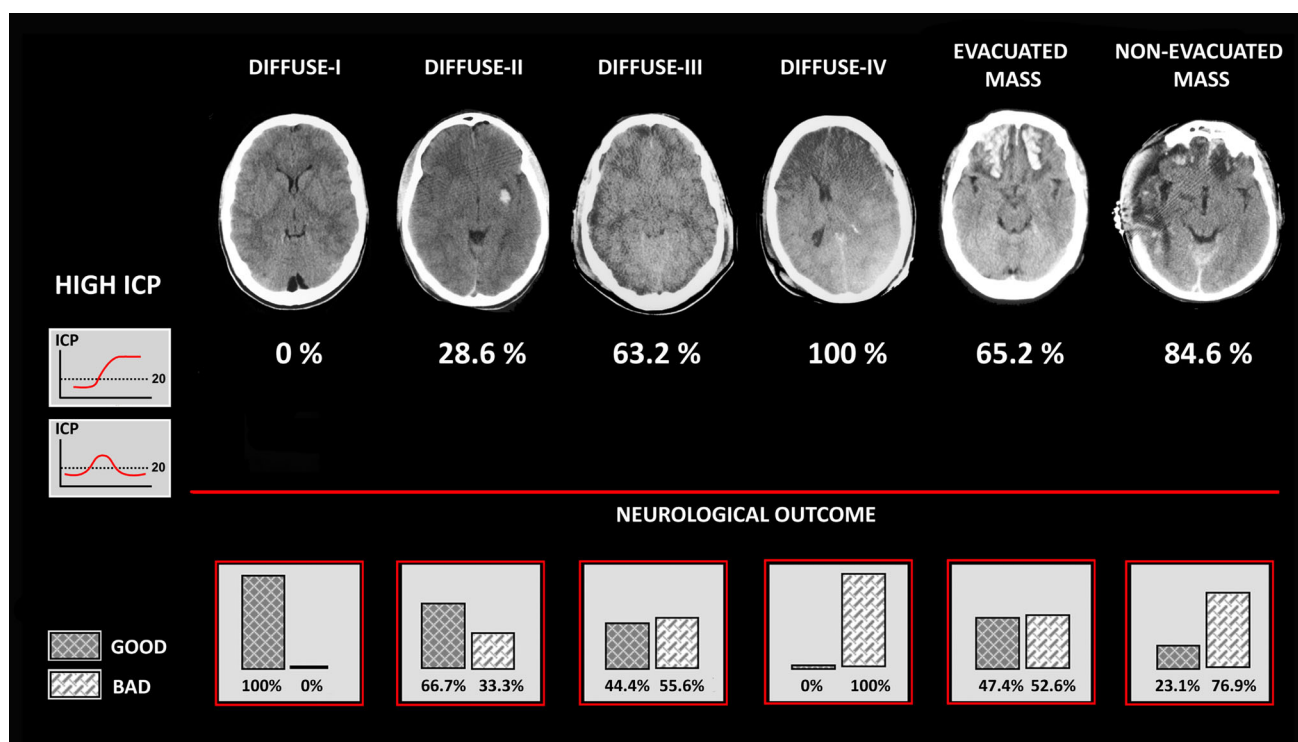 DIFFUSE-I DIFFUSE-II DIFFUSE-III DIFFUSE-IV EVACUATED MASS NON-EVACUATED MASS
HIGH ICP
0 % 28.6 % 63.2 % 100 % 65.2 % 84.6 %
ICP
20
ICP
20
NEUROLOGICAL OUTCOME
GOOD
BAD
100% 0% 66.7% 33.3% 44.4% 55.6% 0% 100% 47.4% 52.6% 23.1% 76.9%